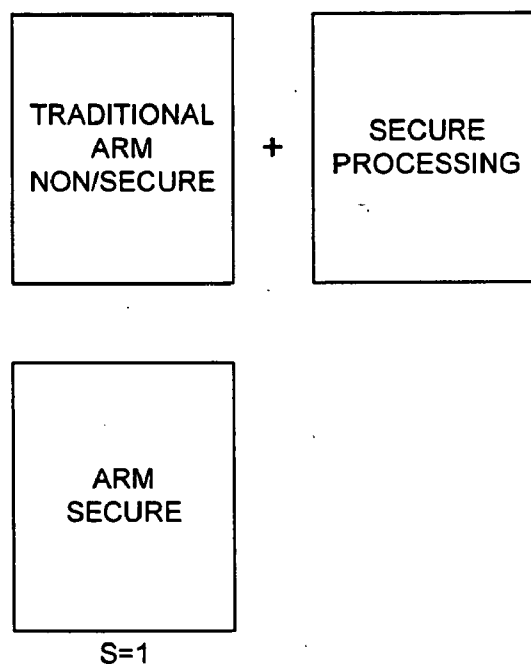 TRADITIONAL
ARM
NON/SECURE
+
SECURE
PROCESSING
ARM
SECURE
S=1